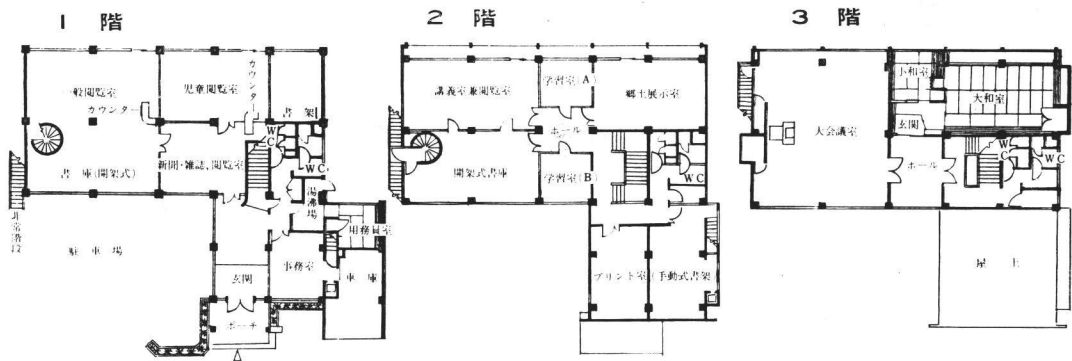 1 階
一般閲覧室
カウンター
児童閲覧室
カウンター
書架
WC
WC
新聞・雑誌、閲覧室
書庫(開架式)
非常階段
駐車場
湯沸場
用務員室
事務室
車庫
玄関
ポーチ
2 階
講義室兼閲覧室
学習室(A)
郷土展示室
ホール
開架式書庫
学習室(B)
WC
プリント室
手動式書架
3 階
小和室
大和室
玄関
大会議室
ホール
WC
WC
屋上